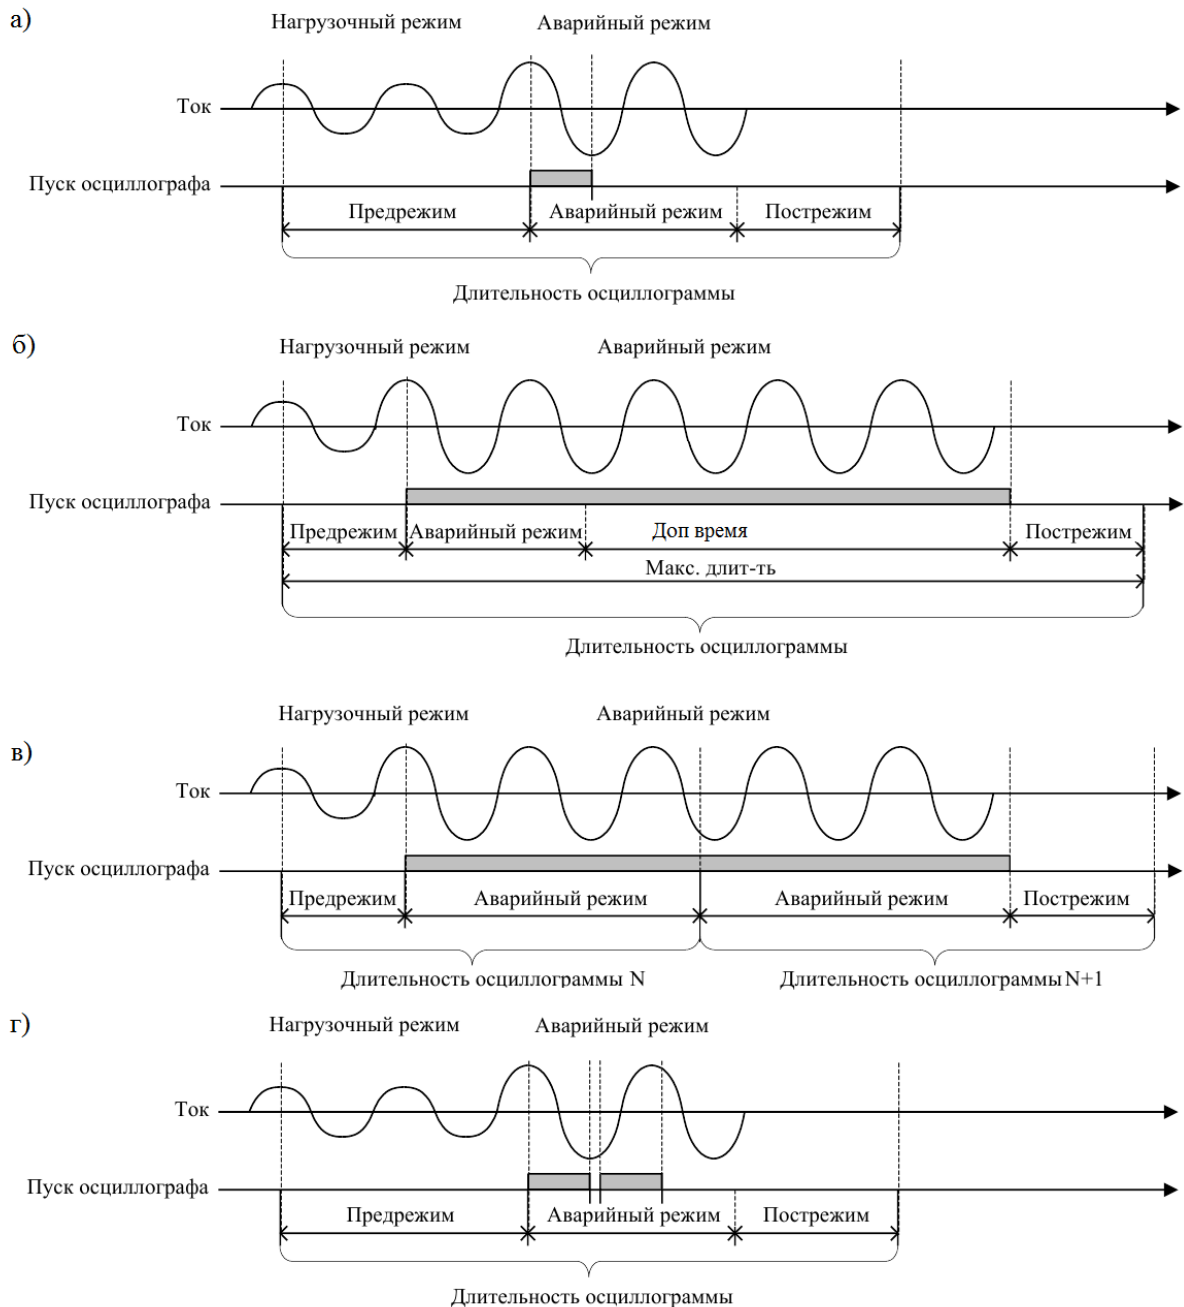 а)
Нагрузочный режим Аварийный режим
Ток
Пуск осциллографа
Предрежим Аварийный режим Пострежим
Длительность осциллограммы
б)
Нагрузочный режим Аварийный режим
Ток
Пуск осциллографа
Предрежим Аварийный режим Доп время Пострежим
Макс. длит-ть
Длительность осциллограммы
в)
Нагрузочный режим Аварийный режим
Ток
Пуск осциллографа
Предрежим Аварийный режим Аварийный режим Пострежим
Длительность осциллограммы N Длительность осциллограммы N+1
г)
Нагрузочный режим Аварийный режим
Ток
Пуск осциллографа
Предрежим Аварийный режим Пострежим
Длительность осциллограммы